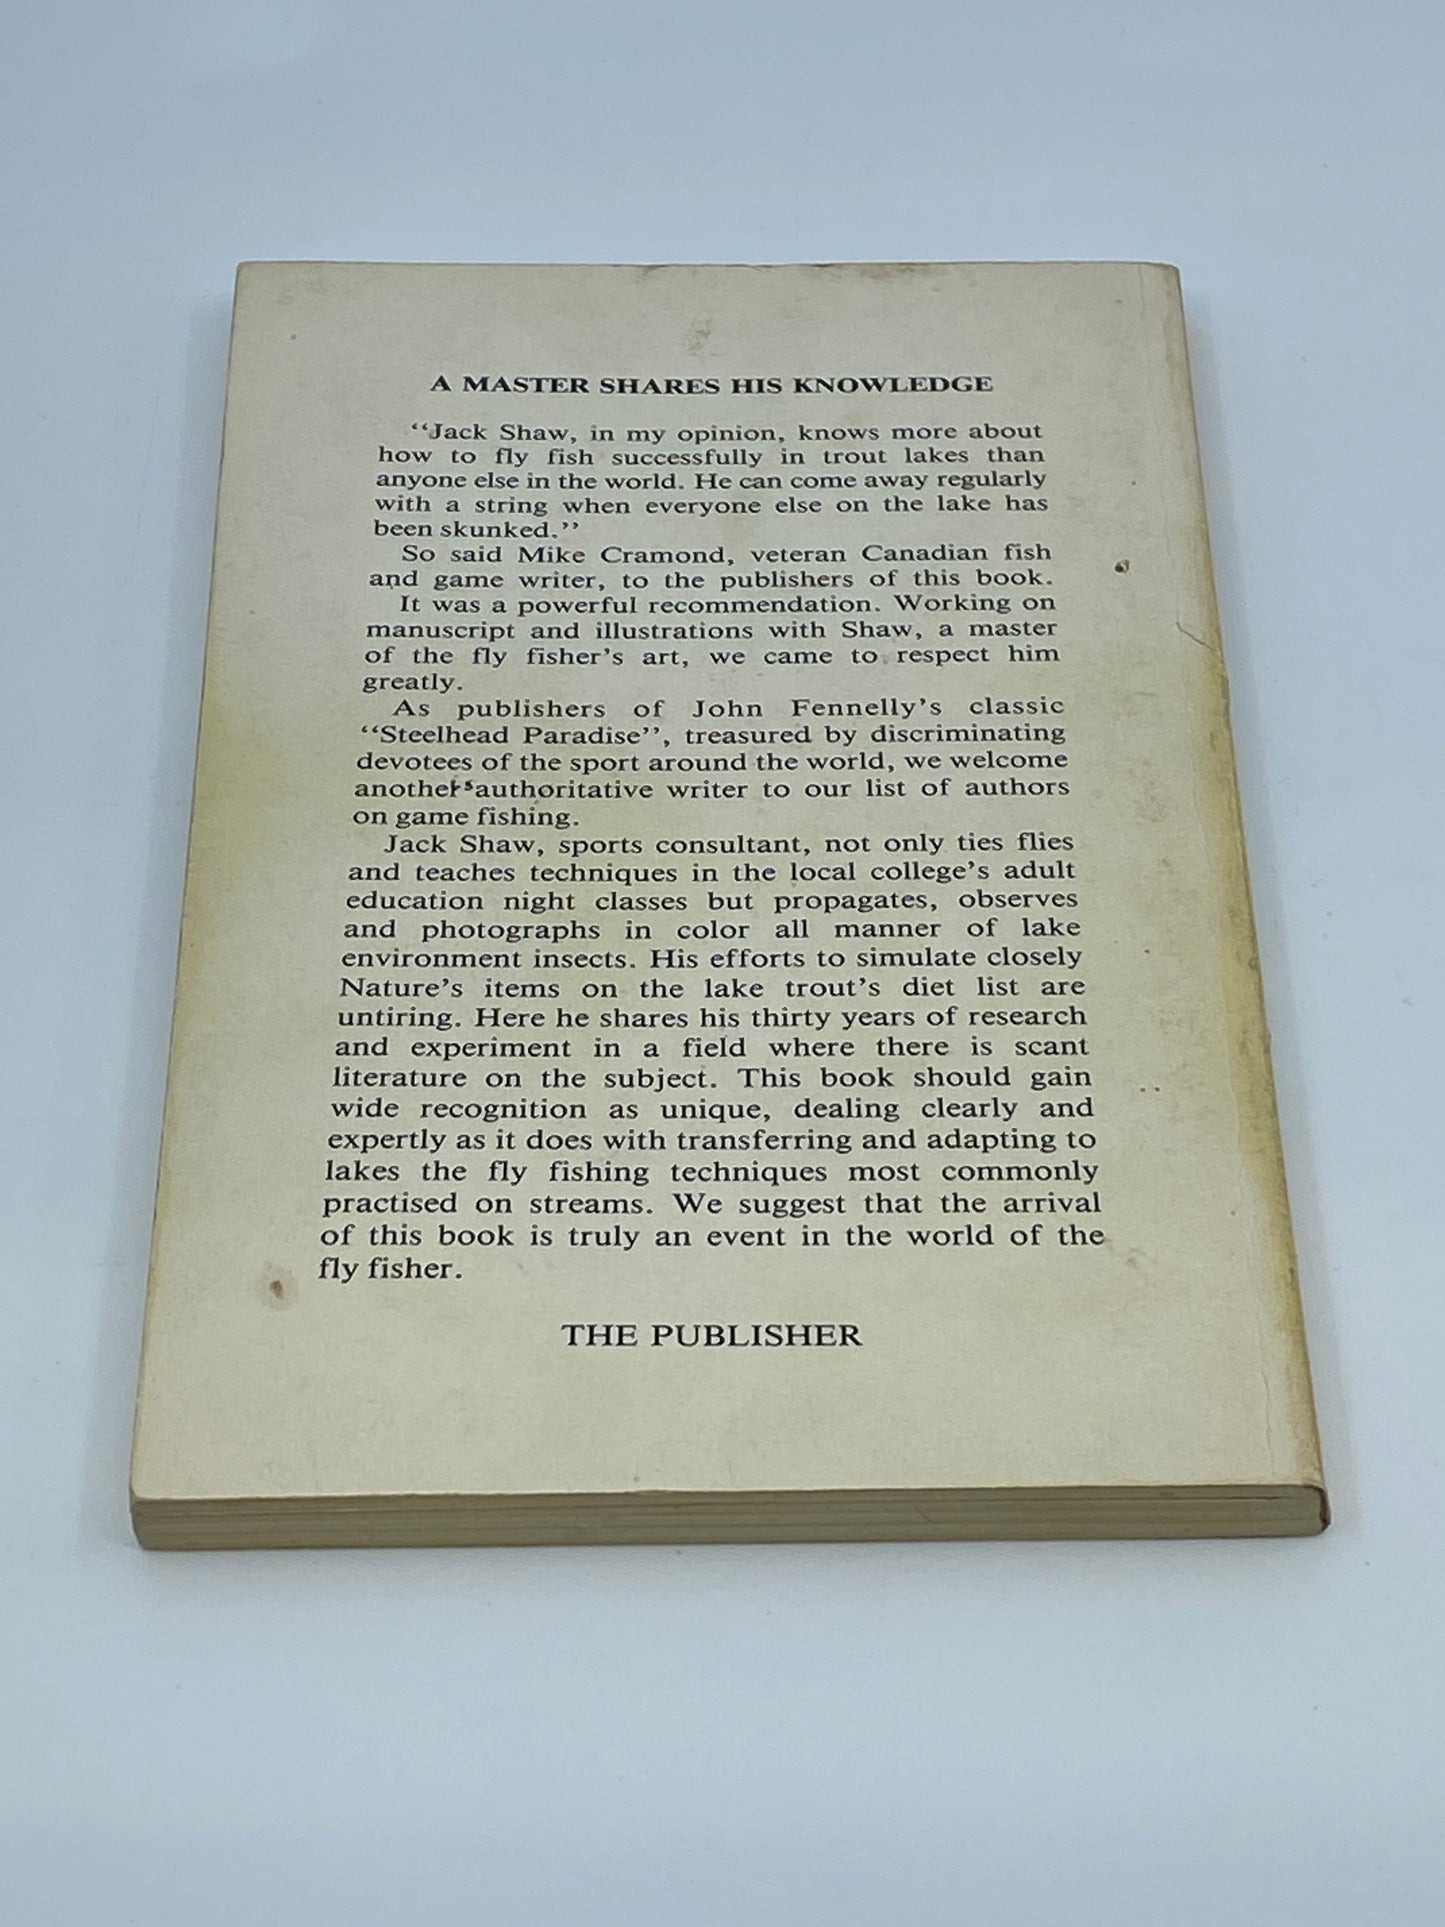 A MASTER SHARES HIS KNOWLEDGE
‘‘Jack Shaw, in my opinion, knows more about
how to fly fish successfully in trout lakes than
anyone else in the world. He can come away regularly
with a string when everyone else on the lake has
been skunked.’’
So said Mike Cramond, veteran Canadian fish
and game writer, to the publishers of this book.
It was a powerful recommendation. Working on
manuscript and illustrations with Shaw, a master
of the fly fisher’s art, we came to respect him
greatly.
As publishers of John Fennelly’s classic
‘‘Steelhead Paradise’’, treasured by discriminating
devotees of the sport around the world, we welcome
another authoritative writer to our list of authors
on game fishing.
Jack Shaw, sports consultant, not only ties flies
and teaches techniques in the local college’s adult
education night classes but propagates, observes
and photographs in color all manner of lake
environment insects. His efforts to simulate closely
Nature’s items on the lake trout’s diet list are
untiring. Here he shares his thirty years of research
and experiment in a field where there is scant
literature on the subject. This book should gain
wide recognition as unique, dealing clearly and
expertly as it does with transferring and adapting to
lakes the fly fishing techniques most commonly
practised on streams. We suggest that the arrival
of this book is truly an event in the world of the
fly fisher.
THE PUBLISHER